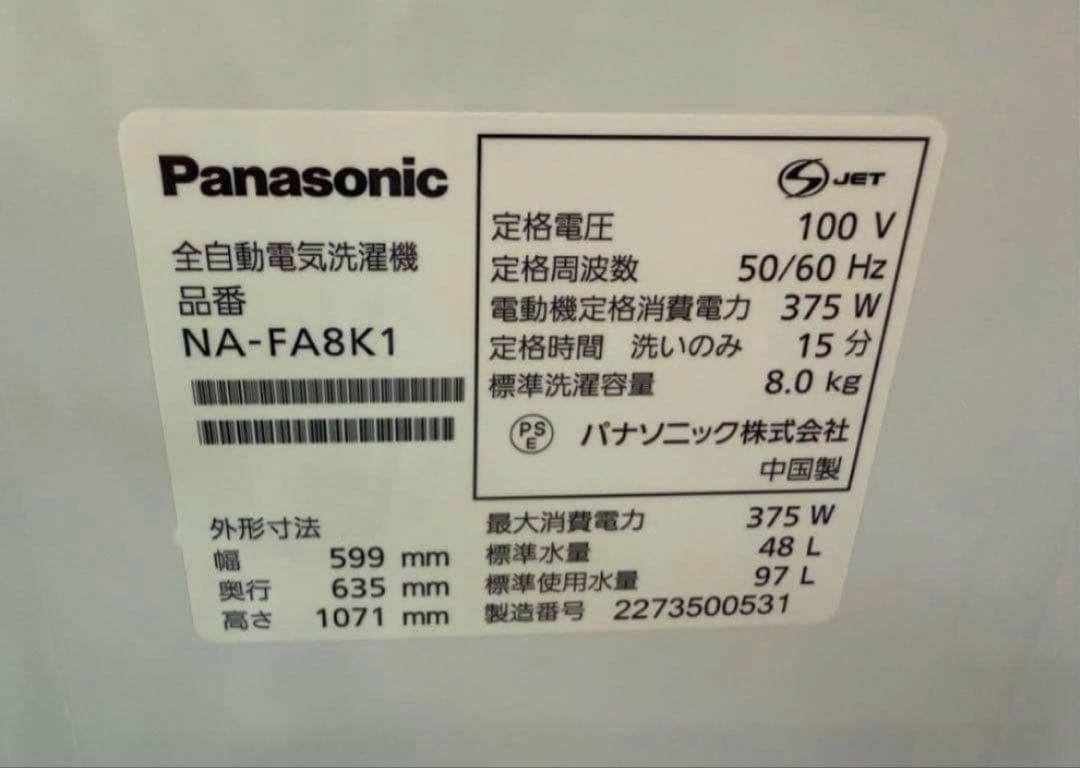 Panasonic
全自動電気洗濯機
品番
NA-FA8K1
外形寸法
幅 599 mm
奥行 635 mm
高さ 1071 mm
S JET
定格電圧 100 V
定格周波数 50/60 Hz
電動機定格消費電力 375 W
定格時間 洗いのみ 15 分
標準洗濯容量 8.0 kg
PS
E
パナソニック株式会社
中国製
最大消費電力 375 W
標準水量 48 L
標準使用水量 97 L
製造番号 2273500531